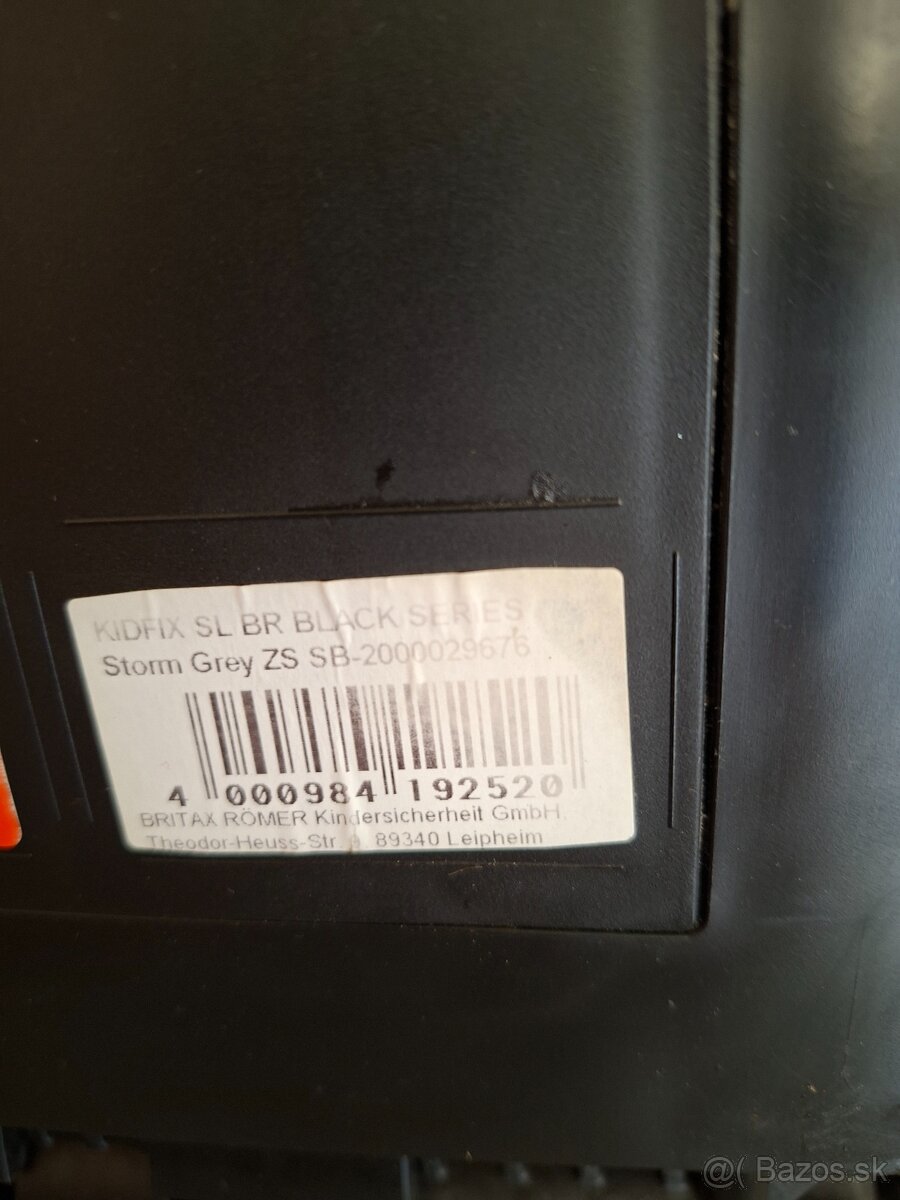 KIDFIX SL BR BLACK SERIES
Storm Grey ZS SB-2000029676
4 000984 192520
BRITAX RÖMER Kindersicherheit GmbH
Theodor-Heuss-Str. 89340 Leipheim
@( Bazos.sk